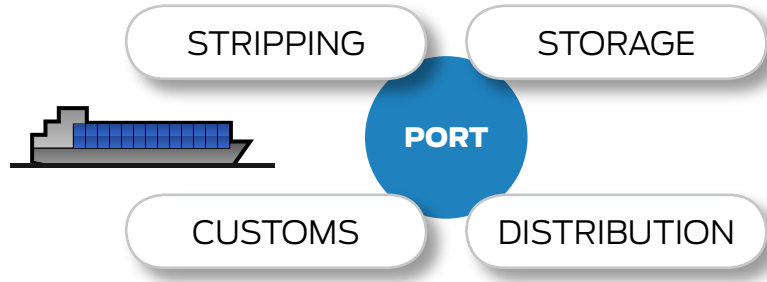 STRIPPING
STORAGE
PORT
CUSTOMS
DISTRIBUTION